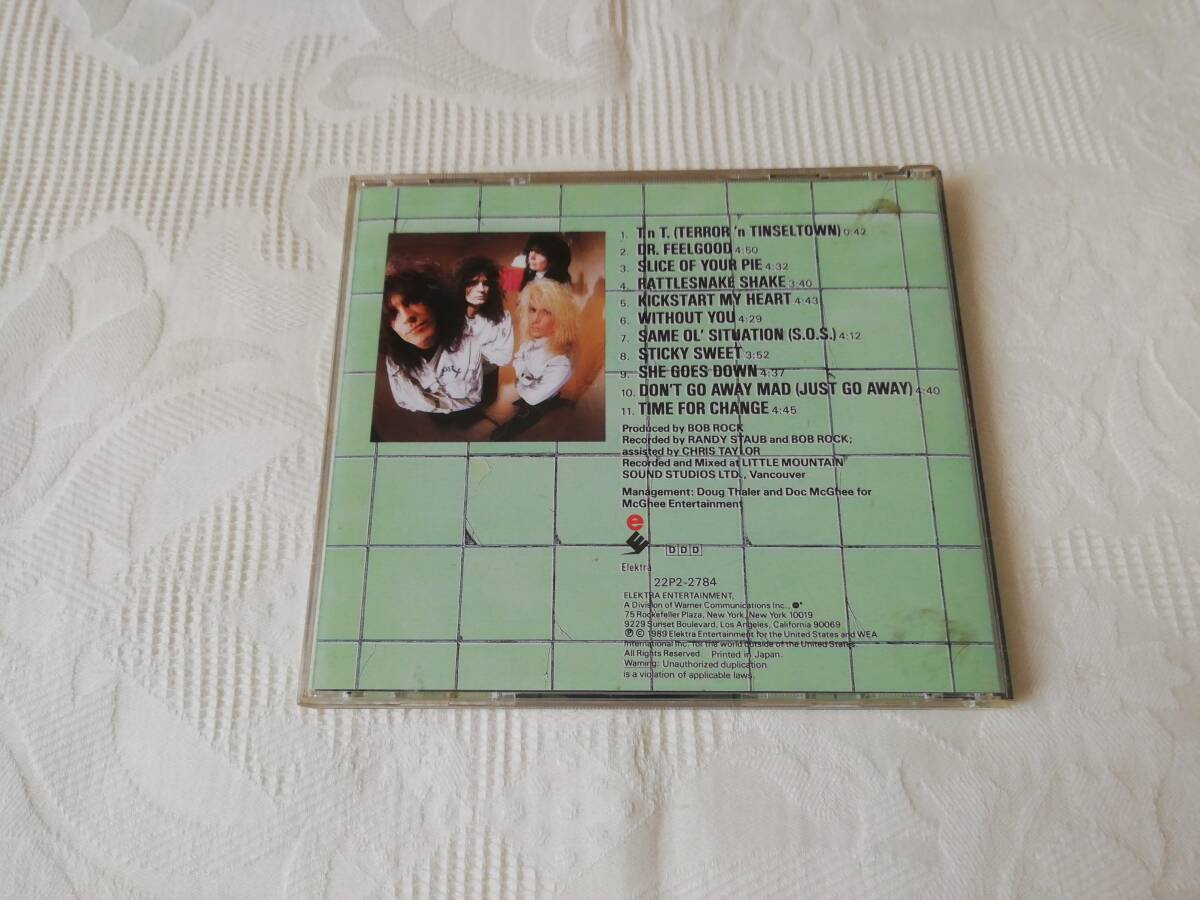 1. T.n T. (TERROR 'n TINSELTOWN) 0:42
2. DR. FEELGOOD 4:50
3. SLICE OF YOUR PIE 4:32
4. RATTLESNAKE SHAKE 3:40
5. KICKSTART MY HEART 4:43
6. WITHOUT YOU 4:29
7. SAME OL' SITUATION (S.O.S.) 4:12
8. STICKY SWEET 3:52
9. SHE GOES DOWN 4:37
10. DON'T GO AWAY MAD (JUST GO AWAY) 4:40
11. TIME FOR CHANGE 4:45
Produced by BOB ROCK
Recorded by RANDY STAUB and BOB ROCK;
assisted by CHRIS TAYLOR
Recorded and Mixed at LITTLE MOUNTAIN
SOUND STUDIOS LTD., Vancouver
Management: Doug Thaler and Doc McGhee for
McGhee Entertainment
e
Elektra
DDD
22P2-2784
ELEKTRA ENTERTAINMENT,
A Division of Warner Communications Inc.,
75 Rockefeller Plaza, New York, New York 10019
9229 Sunset Boulevard, Los Angeles, California 90069
℗ © 1989 Elektra Entertainment for the United States and WEA
International Inc. for the world outside of the United States.
All Rights Reserved. Printed in Japan.
Warning: Unauthorized duplication
is a violation of applicable laws.